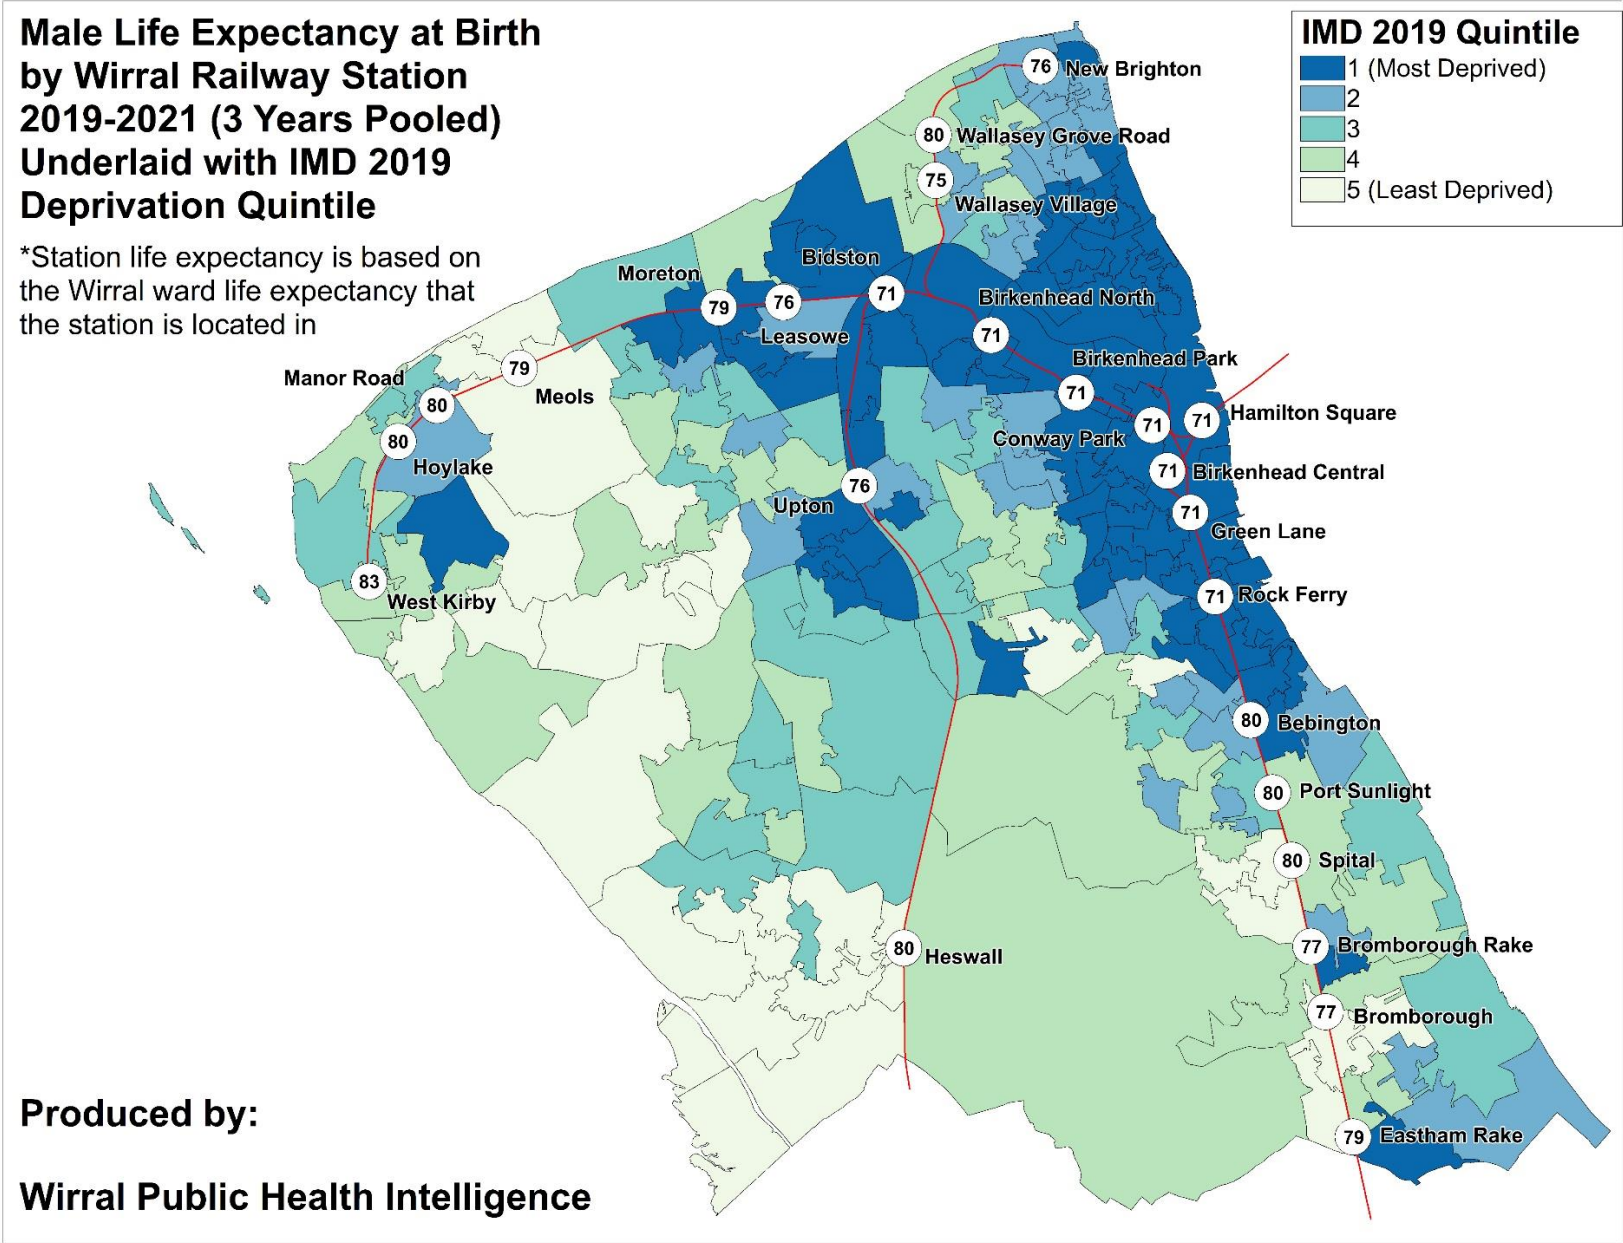 Male Life Expectancy at Birth
by Wirral Railway Station
2019-2021 (3 Years Pooled)
Underlaid with IMD 2019
Deprivation Quintile
*Station life expectancy is based on
the Wirral ward life expectancy that
the station is located in
IMD 2019 Quintile
1 (Most Deprived)
2
3
4
5 (Least Deprived)
76 New Brighton
80 Wallasey Grove Road
75
Wallasey Village
Bidston
71
Moreton
79
76
Leasowe
Birkenhead North
71
Birkenhead Park
71
Manor Road
80
79
Meols
80
Hoylake
71 Hamilton Square
Conway Park 71
71 Birkenhead Central
76
Upton
71
Green Lane
83
West Kirby
71 Rock Ferry
80 Bebington
80 Port Sunlight
80 Spital
80 Heswall
77 Bromborough Rake
77 Bromborough
79 Eastham Rake
Produced by:
Wirral Public Health Intelligence